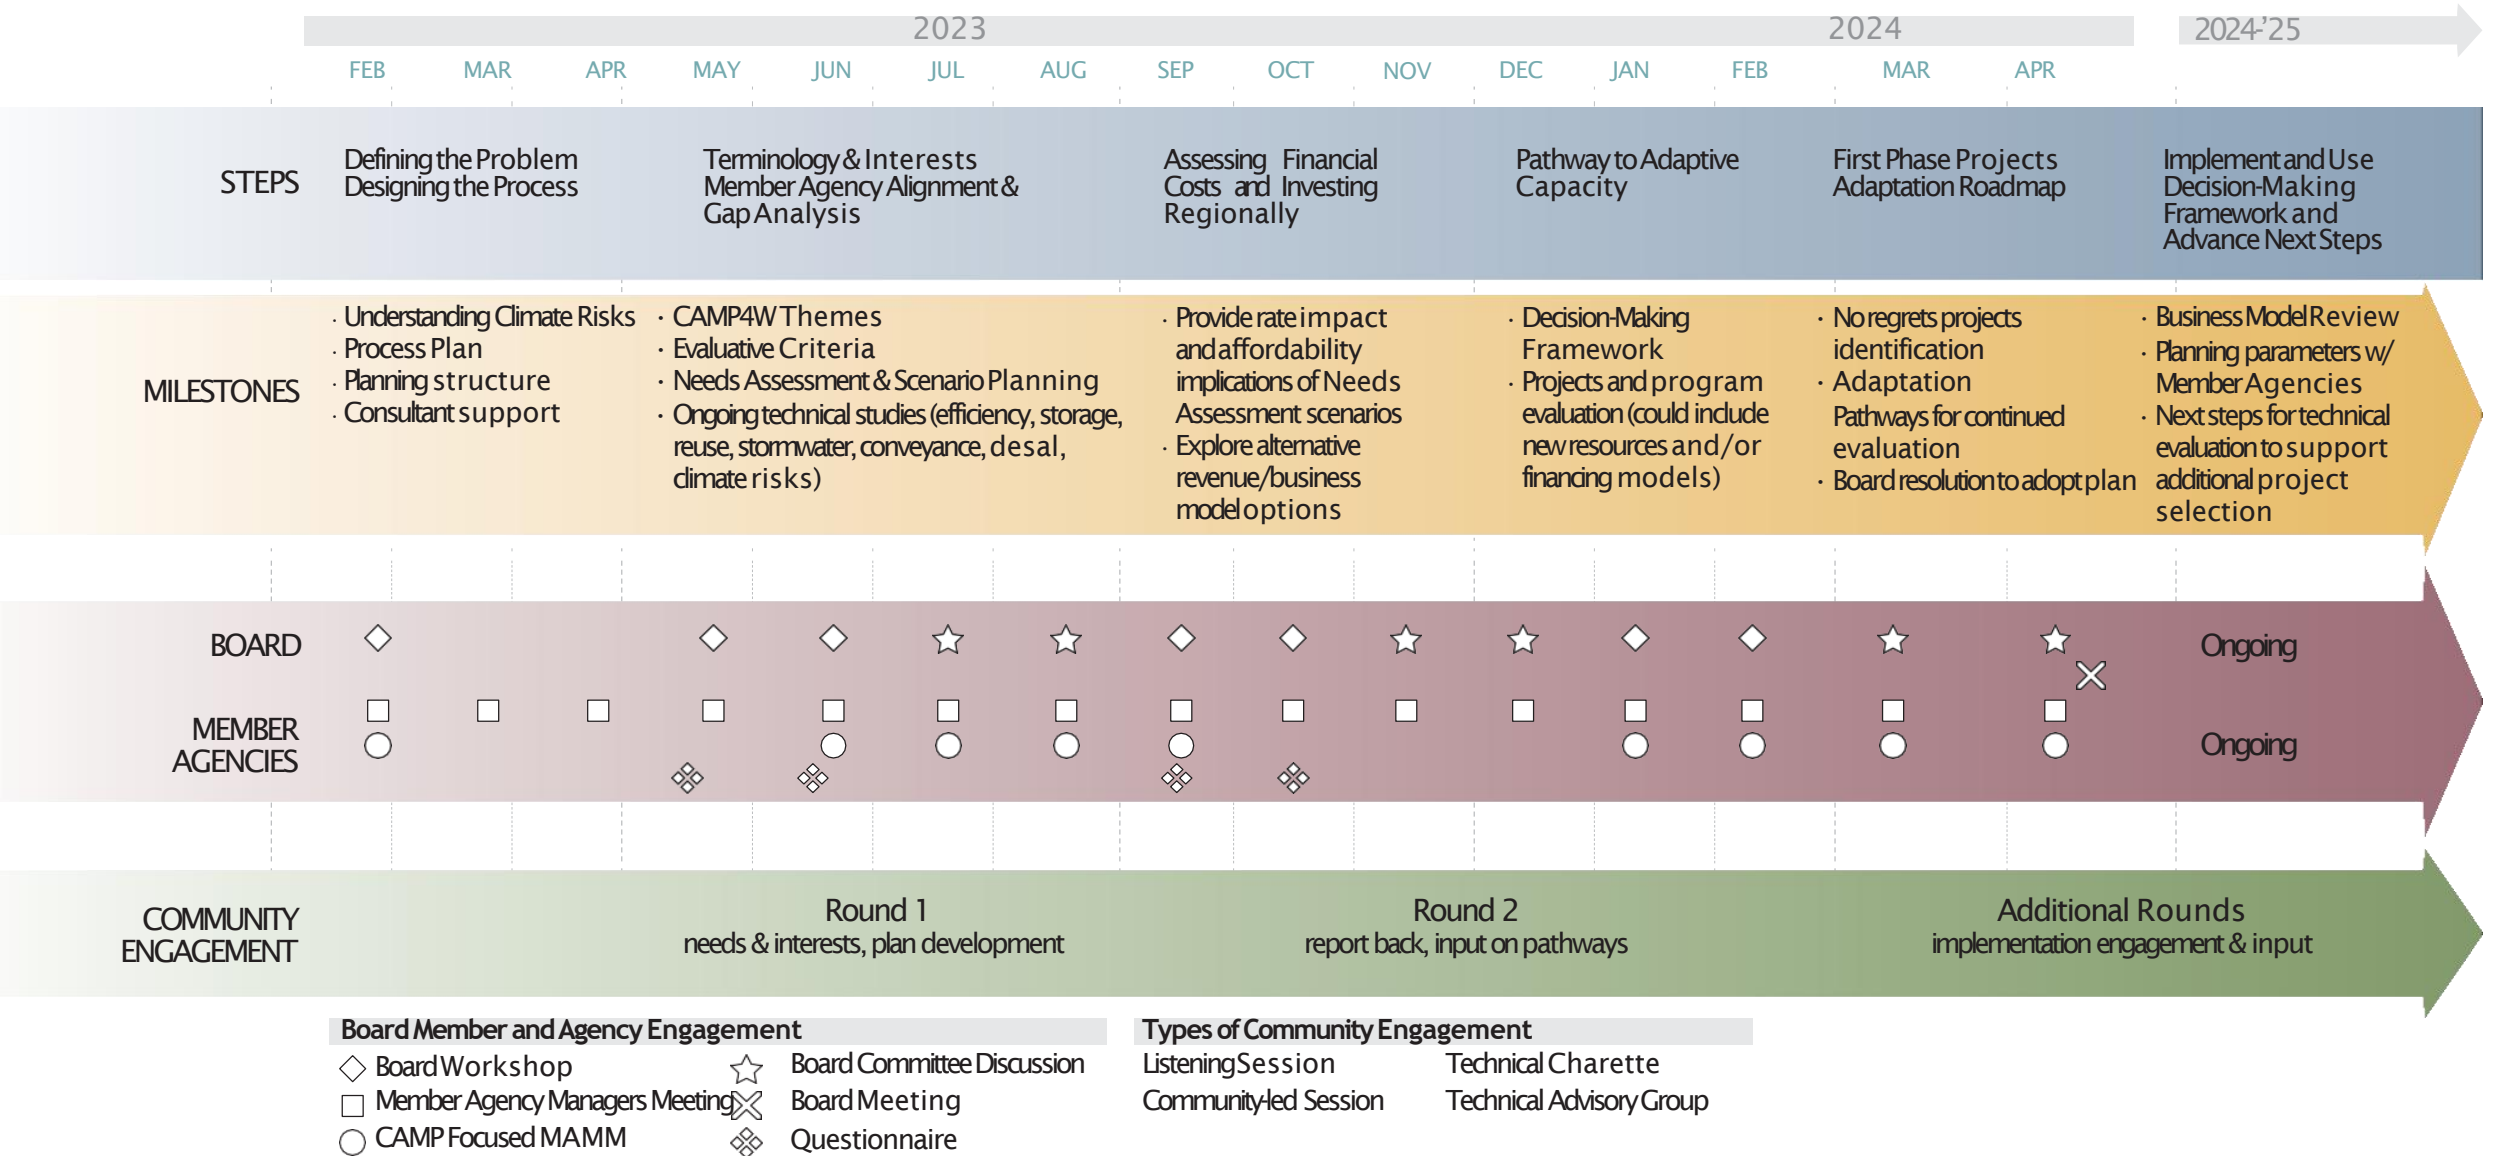 2023
2024
2024-'25
FEB
MAR
APR
MAY
JUN
JUL
AUG
SEP
OCT
NOV
DEC
JAN
FEB
MAR
APR
STEPS
Defining the Problem
Designing the Process
Terminology & Interests
Member Agency Alignment &
Gap Analysis
Assessing Financial
Costs and Investing
Regionally
Pathway to Adaptive
Capacity
First Phase Projects
Adaptation Roadmap
Implement and Use
Decision-Making
Framework and
Advance Next Steps
MILESTONES
· Understanding Climate Risks
· Process Plan
· Planning structure
· Consultant support
· CAMP4W Themes
· Evaluative Criteria
· Needs Assessment & Scenario Planning
· Ongoing technical studies (efficiency, storage,
reuse, stormwater, conveyance, desal,
climate risks)
· Provide rate impact
and affordability
implications of Needs
Assessment scenarios
· Explore alternative
revenue/business
model options
· Decision-Making
Framework
· Projects and program
evaluation (could include
new resources and/or
financing models)
· No regrets projects
identification
· Adaptation
Pathways for continued
evaluation
· Board resolution to adopt plan
· Business Model Review
· Planning parameters w/
Member Agencies
· Next steps for technical
evaluation to support
additional project
selection
BOARD
Ongoing
MEMBER
AGENCIES
Ongoing
COMMUNITY
ENGAGEMENT
Round 1
needs & interests, plan development
Round 2
report back, input on pathways
Additional Rounds
implementation engagement & input
Board Member and Agency Engagement
Board Workshop
Member Agency Managers Meeting
CAMP Focused MAMM
Board Committee Discussion
Board Meeting
Questionnaire
Types of Community Engagement
Listening Session
Community-led Session
Technical Charette
Technical Advisory Group